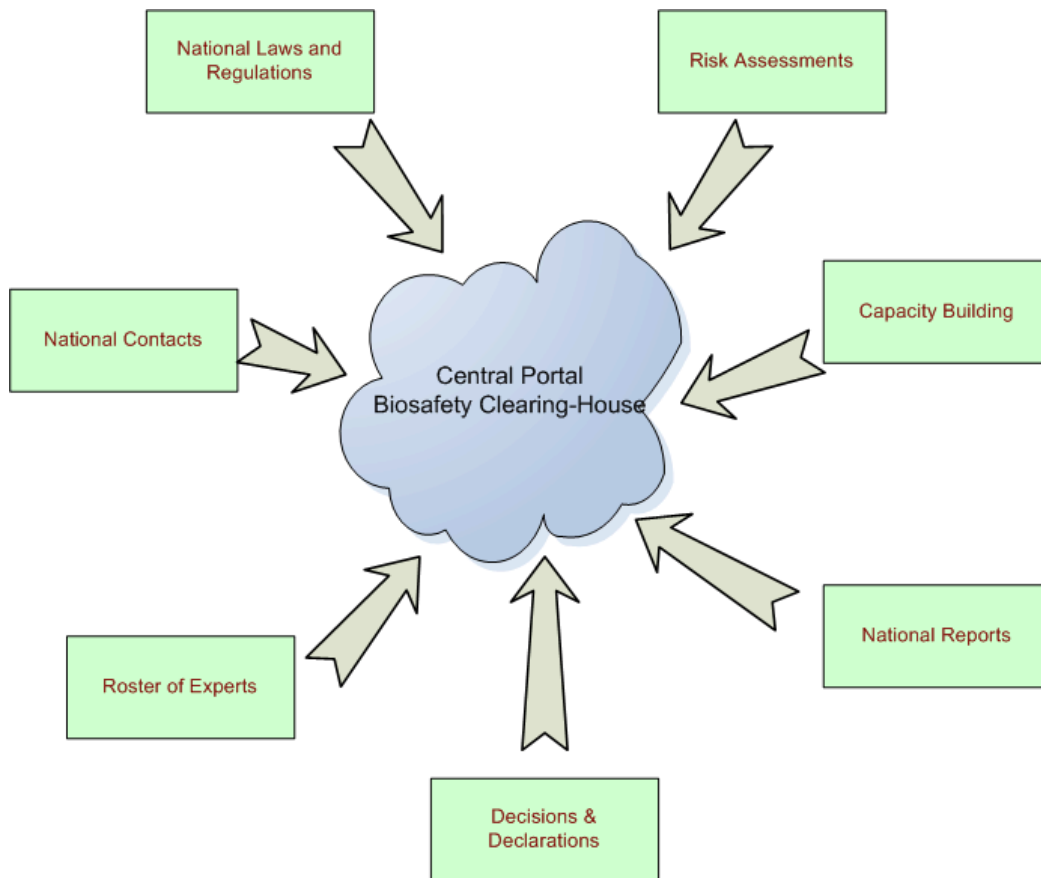 National Laws and
Regulations
Risk Assessments
Capacity Building
National Contacts
Central Portal
Biosafety Clearing-House
National Reports
Roster of Experts
Decisions &
Declarations